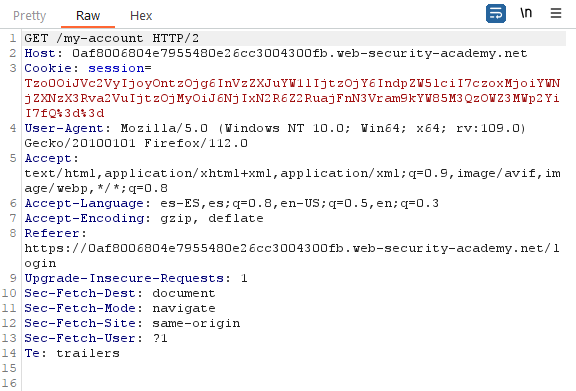 Pretty Raw Hex
\n
1 GET /my-account HTTP/2
2 Host: 0af8006804e7955480e26cc3004300fb.web-security-academy.net
3 Cookie: session=
Tzo0OiJVc2VyIjoyOntzOjg6InVzZXJuYW1lIjtzOjY6IndpZW5lciI7czoxMjoiYWN
jZXNzX3Rva2VuIjtzOjMyOiJ6NjIxN2R6Z2RuajFnN3Vram9kYW85M3QzOWZ3MWp2Yi
I7fQ%3d%3d
4 User-Agent: Mozilla/5.0 (Windows NT 10.0; Win64; x64; rv:109.0)
Gecko/20100101 Firefox/112.0
5 Accept:
text/html,application/xhtml+xml,application/xml;q=0.9,image/avif,im
age/webp,*/*;q=0.8
6 Accept-Language: es-ES,es;q=0.8,en-US;q=0.5,en;q=0.3
7 Accept-Encoding: gzip, deflate
8 Referer:
https://0af8006804e7955480e26cc3004300fb.web-security-academy.net/l
ogin
9 Upgrade-Insecure-Requests: 1
10 Sec-Fetch-Dest: document
11 Sec-Fetch-Mode: navigate
12 Sec-Fetch-Site: same-origin
13 Sec-Fetch-User: ?1
14 Te: trailers
15
16